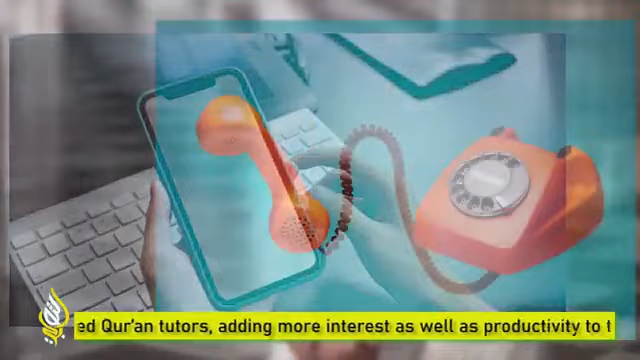 ed Qur'an tutors, adding more interest as well as productivity to t